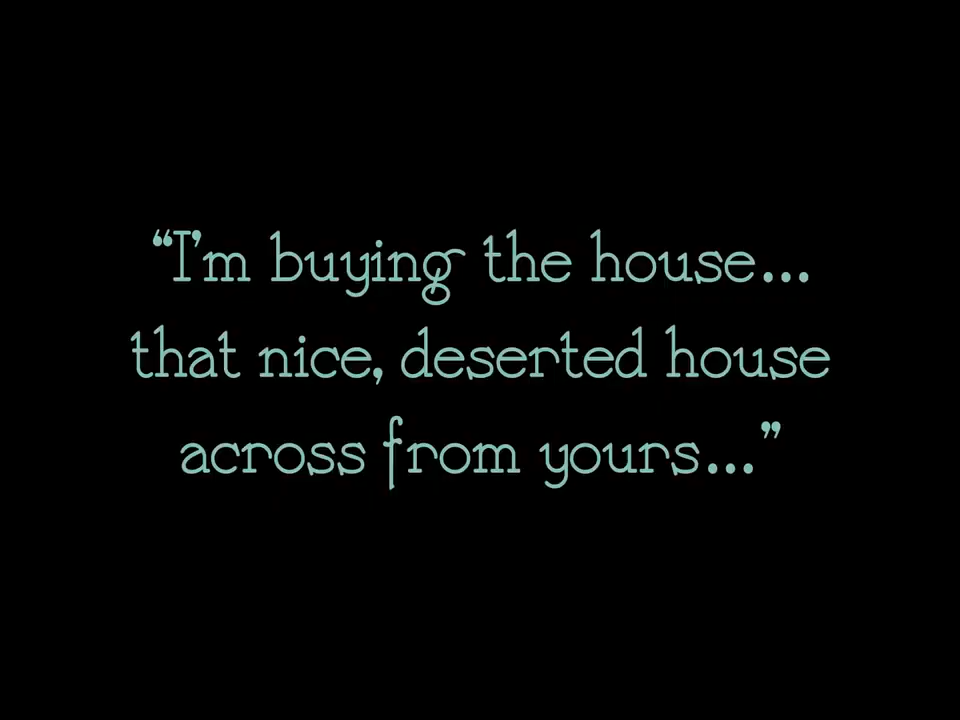 “I’m buying the house...
that nice, deserted house
across from yours...”